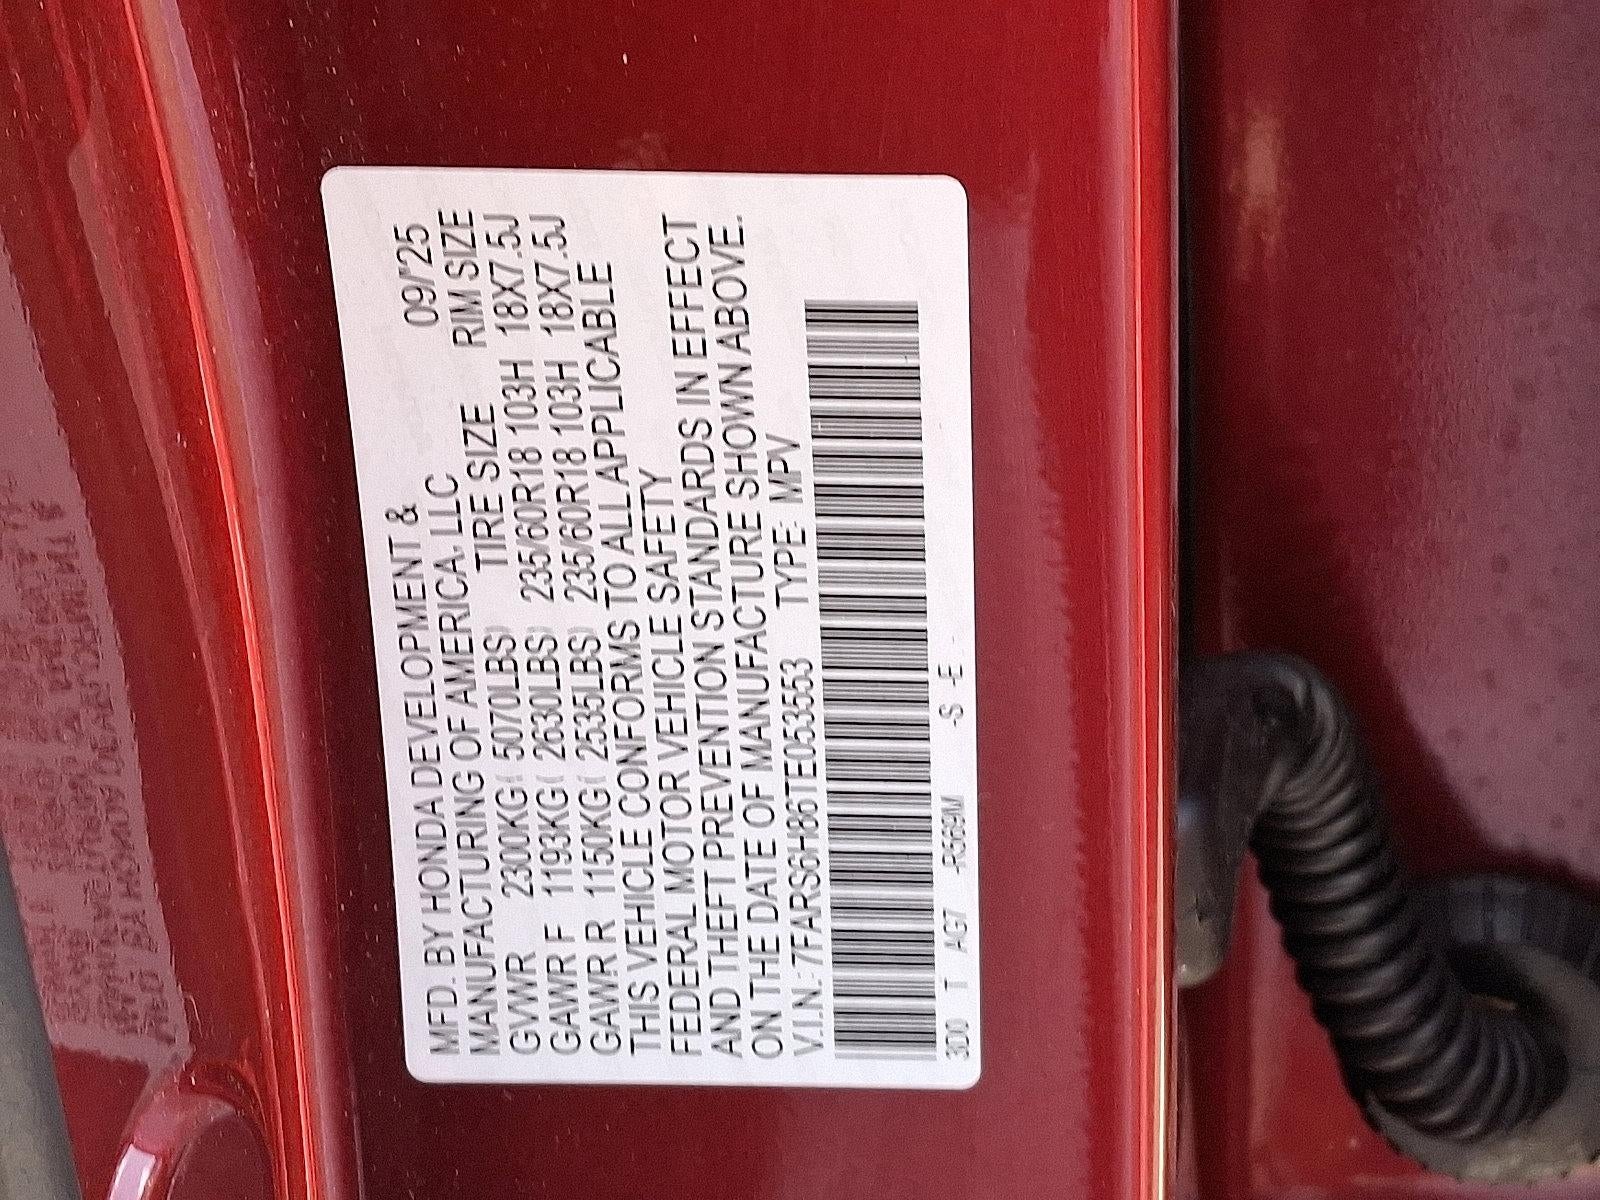 MFD. BY HONDA DEVELOPMENT & 09/'25
MANUFACTURING OF AMERICA, LLC
TIRE SIZE RIM SIZE
GVWR 2300KG( 5070LBS) 235/60R18 103H 18X7.5J
GAWR F 1193KG( 2630LBS) 235/60R18 103H 18X7.5J
GAWR R 1150KG( 2535LBS)
THIS VEHICLE CONFORMS TO ALL APPLICABLE
FEDERAL MOTOR VEHICLE SAFETY
AND THEFT PREVENTION STANDARDS IN EFFECT
ON THE DATE OF MANUFACTURE SHOWN ABOVE.
V.I.N.: 7FARS6H86TE053553 TYPE: MPV
300 T AG7 -R569M -S -E -